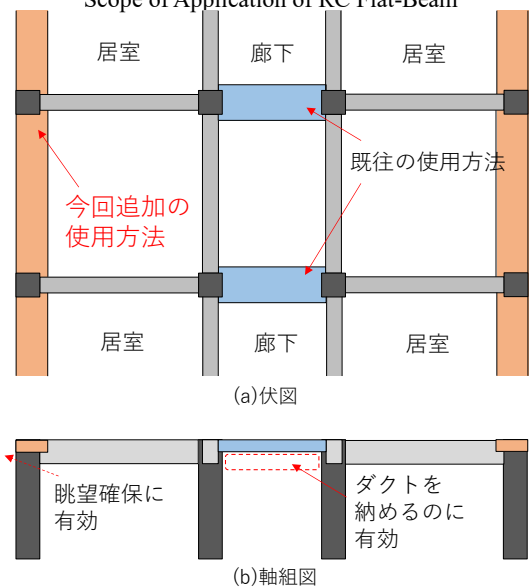 Scope of Application of RC Flat-Beam
居室 廊下 居室
既往の使用方法
今回追加の
使用方法
居室 廊下 居室
(a)伏図
眺望確保に
有効
ダクトを
納めるのに
有効
(b)軸組図